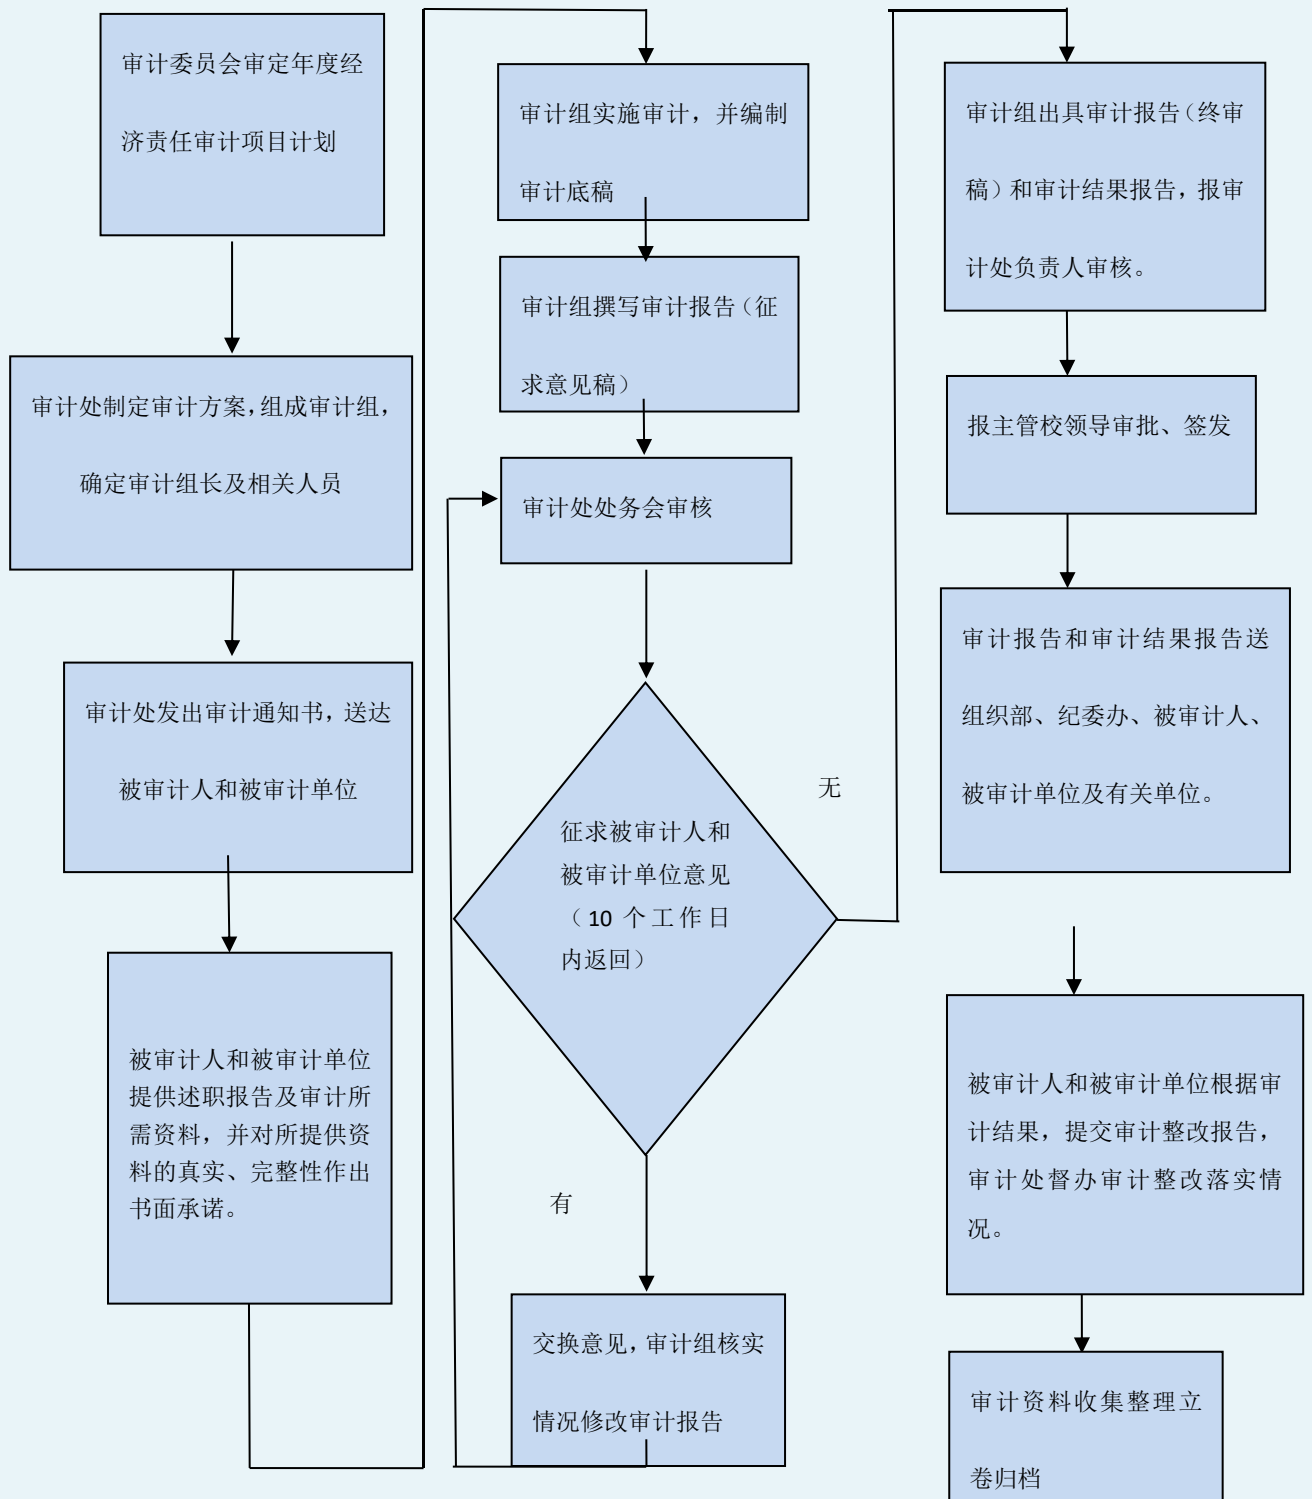 审计委员会审定年度经
济责任审计项目计划
审计处制定审计方案，组成审计组，
确定审计组长及相关人员
审计处发出审计通知书，送达
被审计人和被审计单位
被审计人和被审计单位
提供述职报告及审计所
需资料，并对所提供资
料的真实、完整性作出
书面承诺。
审计组实施审计，并编制
审计底稿
审计组撰写审计报告（征
求意见稿）
审计处处务会审核
征求被审计人和
被审计单位意见
（10 个工作日
内返回）
无
有
交换意见，审计组核实
情况修改审计报告
审计组出具审计报告（终审
稿）和审计结果报告，报审
计处负责人审核。
报主管校领导审批、签发
审计报告和审计结果报告送
组织部、纪委办、被审计人、
被审计单位及有关单位。
被审计人和被审计单位根据审
计结果，提交审计整改报告，
审计处督办审计整改落实情
况。
审计资料收集整理立
卷归档